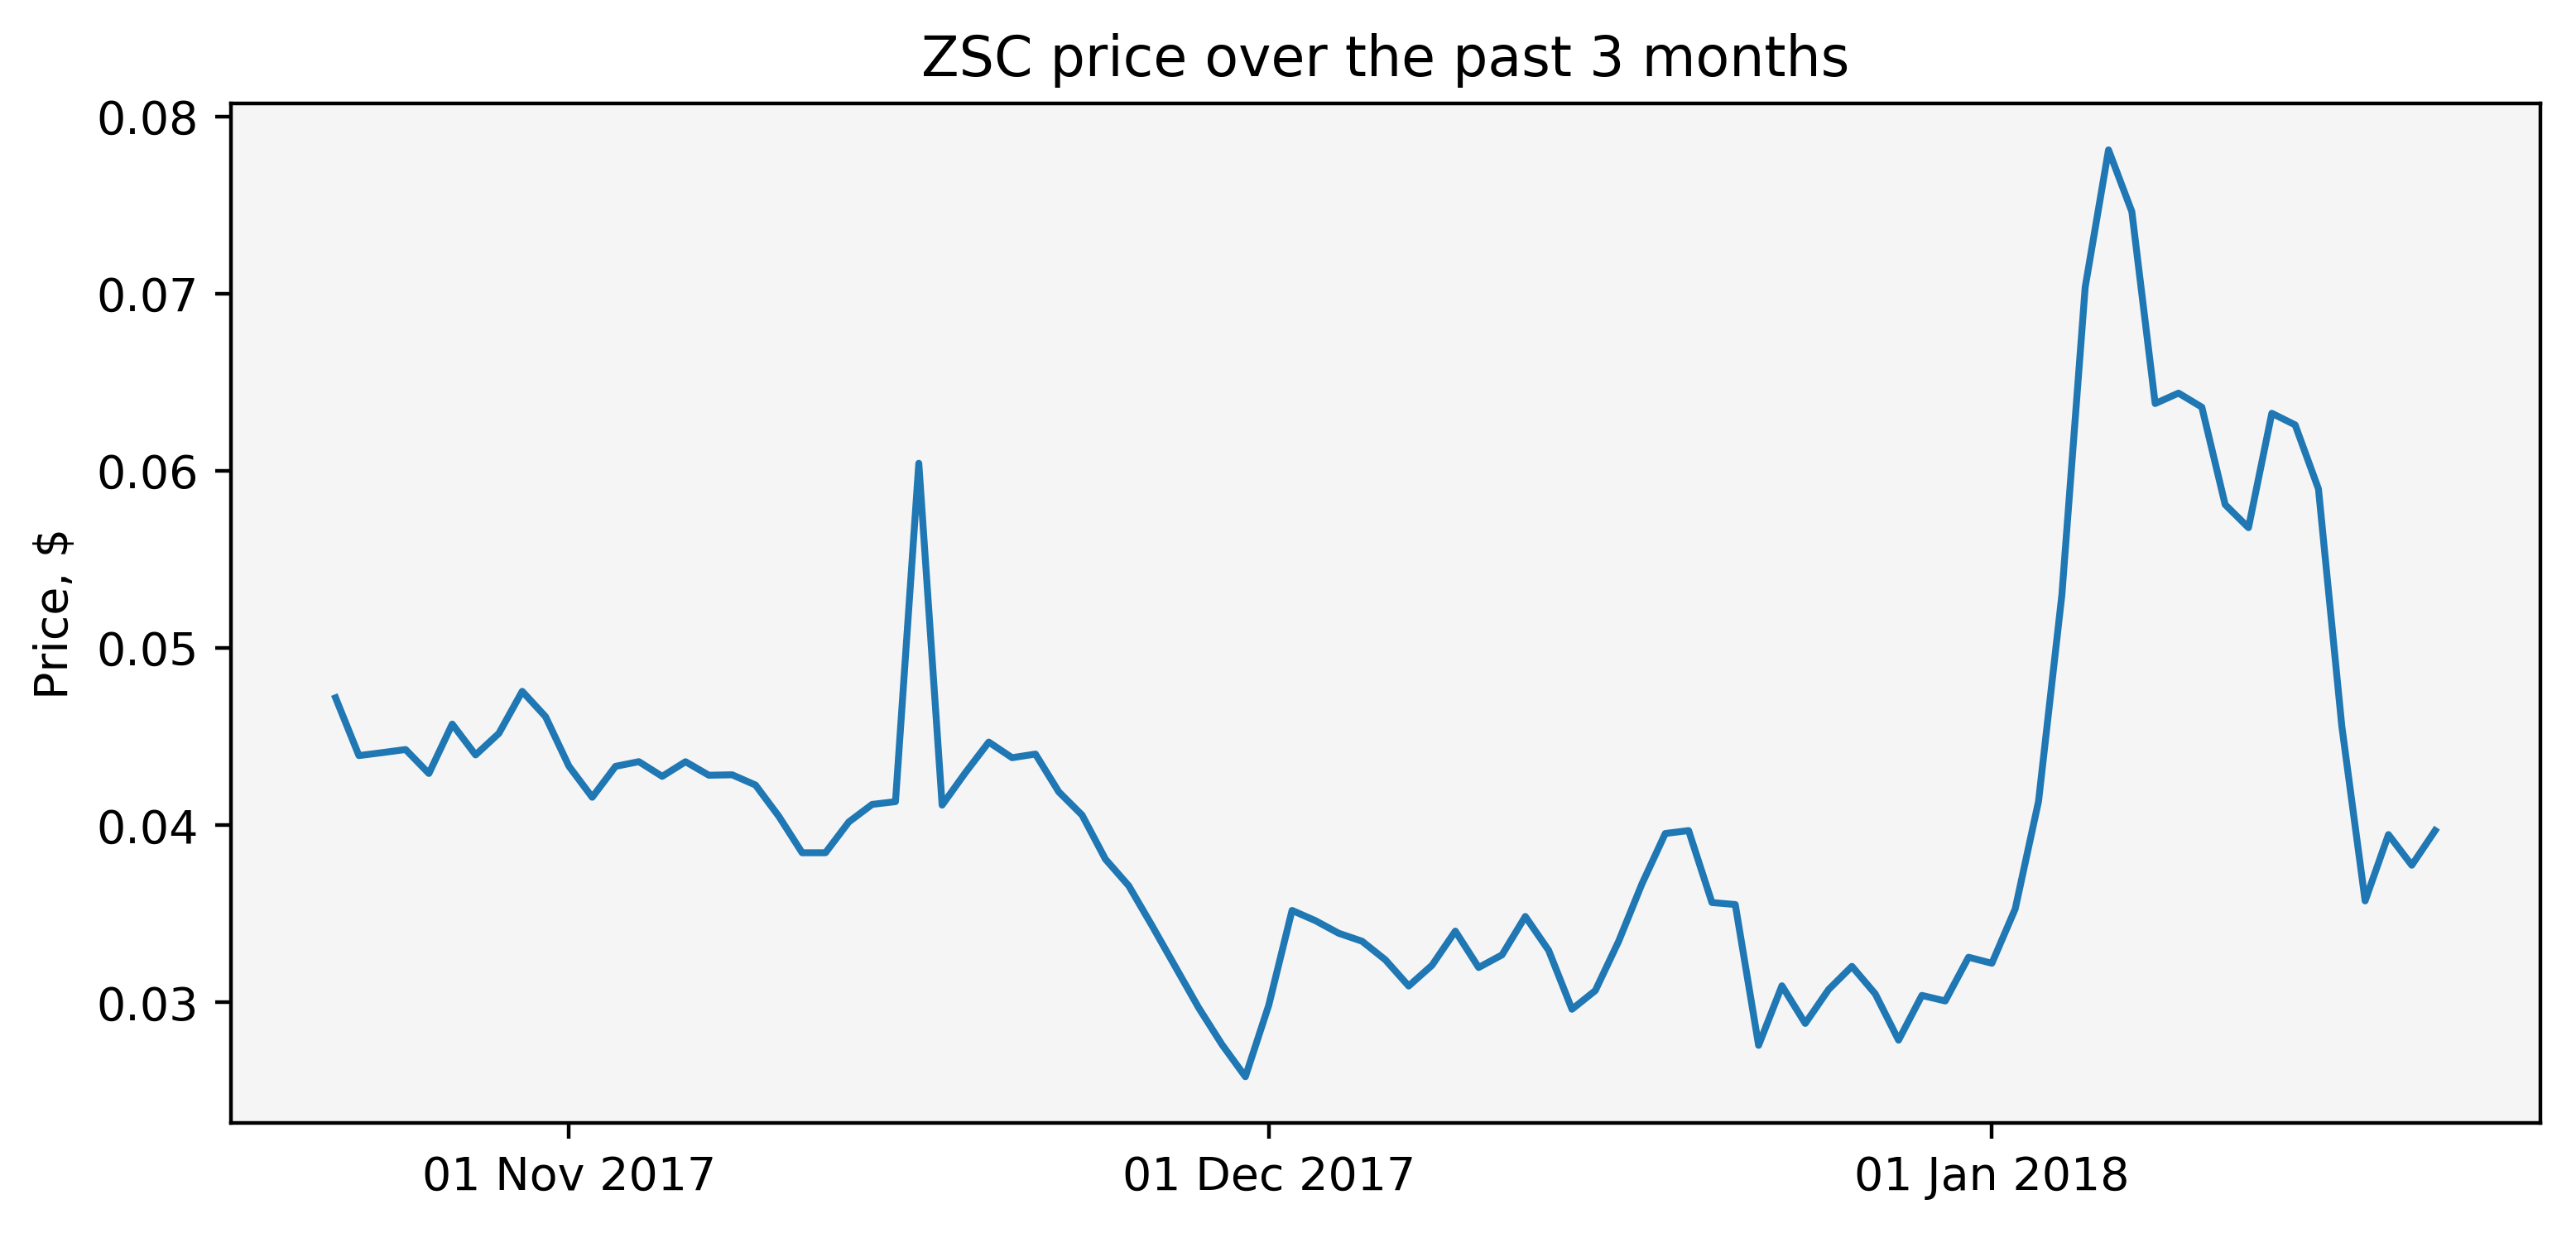 ZSC price over the past 3 months
Price, $
0.08
0.07
0.06
0.05
0.04
0.03
01 Nov 2017
01 Dec 2017
01 Jan 2018